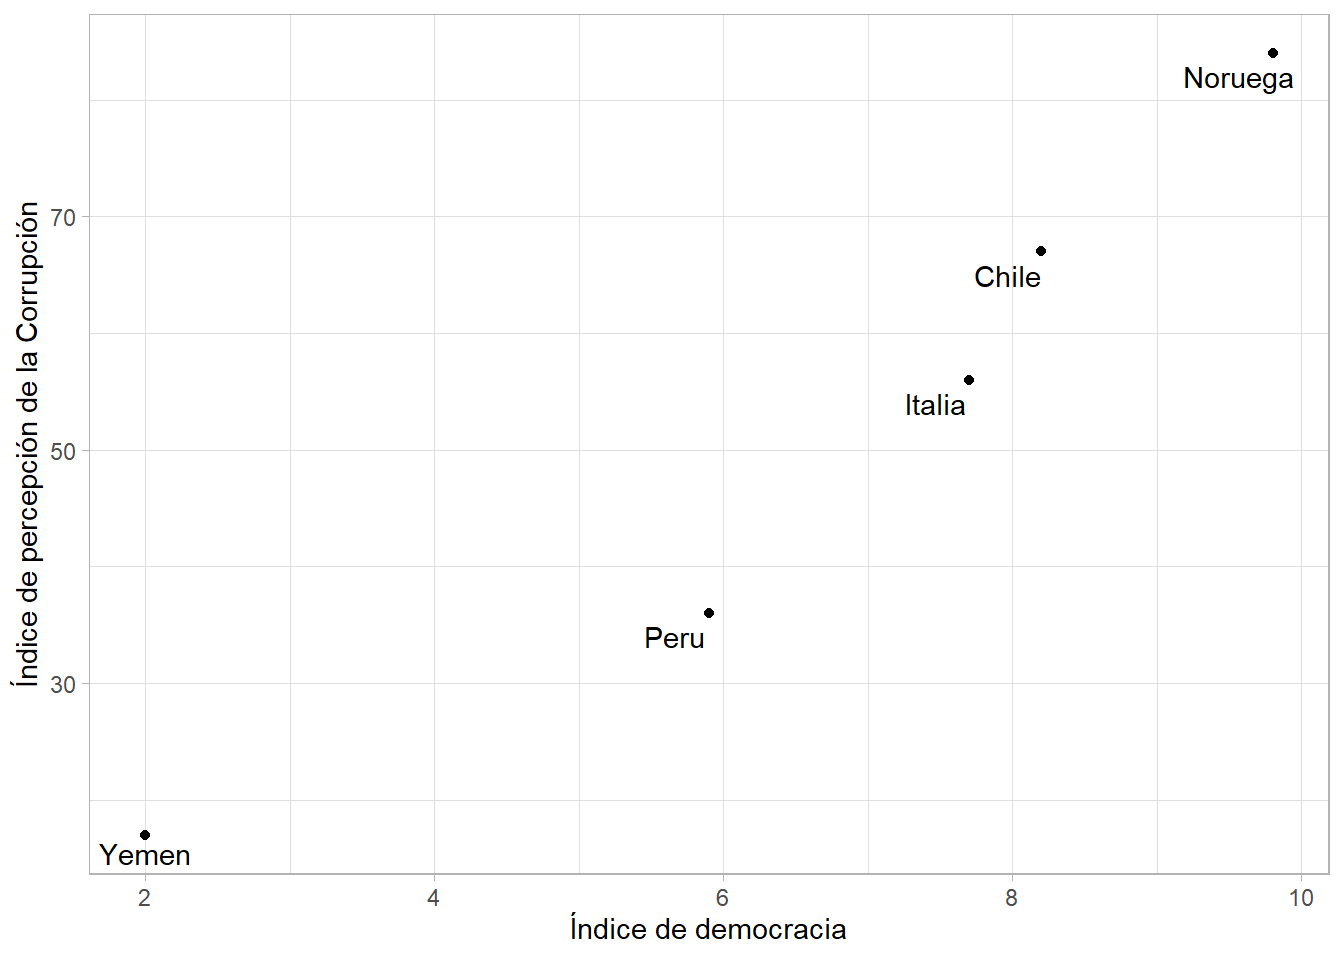 Noruega
70
Chile
Italia
50
Índice de percepción de la Corrupción
Peru
30
Yemen
2 4 6 8 10
Índice de democracia